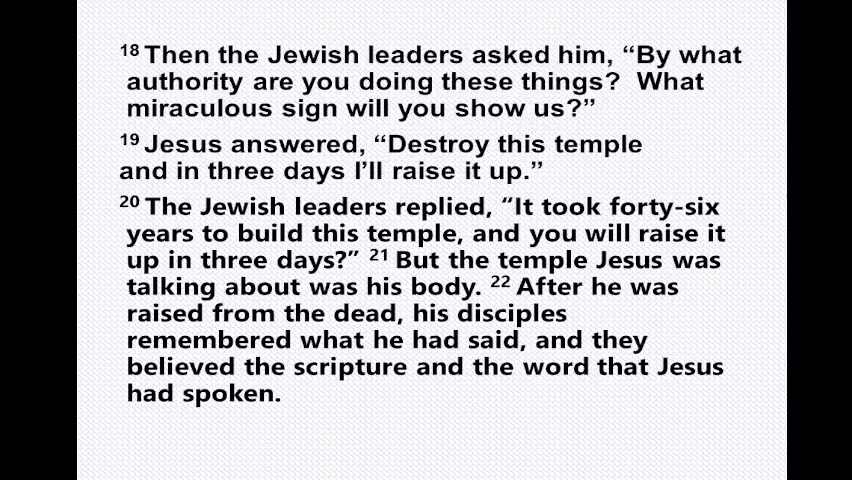 18 Then the Jewish leaders asked him, “By what
authority are you doing these things?  What
miraculous sign will you show us?”
19 Jesus answered, “Destroy this temple
and in three days I’ll raise it up.”
20 The Jewish leaders replied, “It took forty-six
years to build this temple, and you will raise it
up in three days?” 21 But the temple Jesus was
talking about was his body. 22 After he was
raised from the dead, his disciples
remembered what he had said, and they
believed the scripture and the word that Jesus
had spoken.